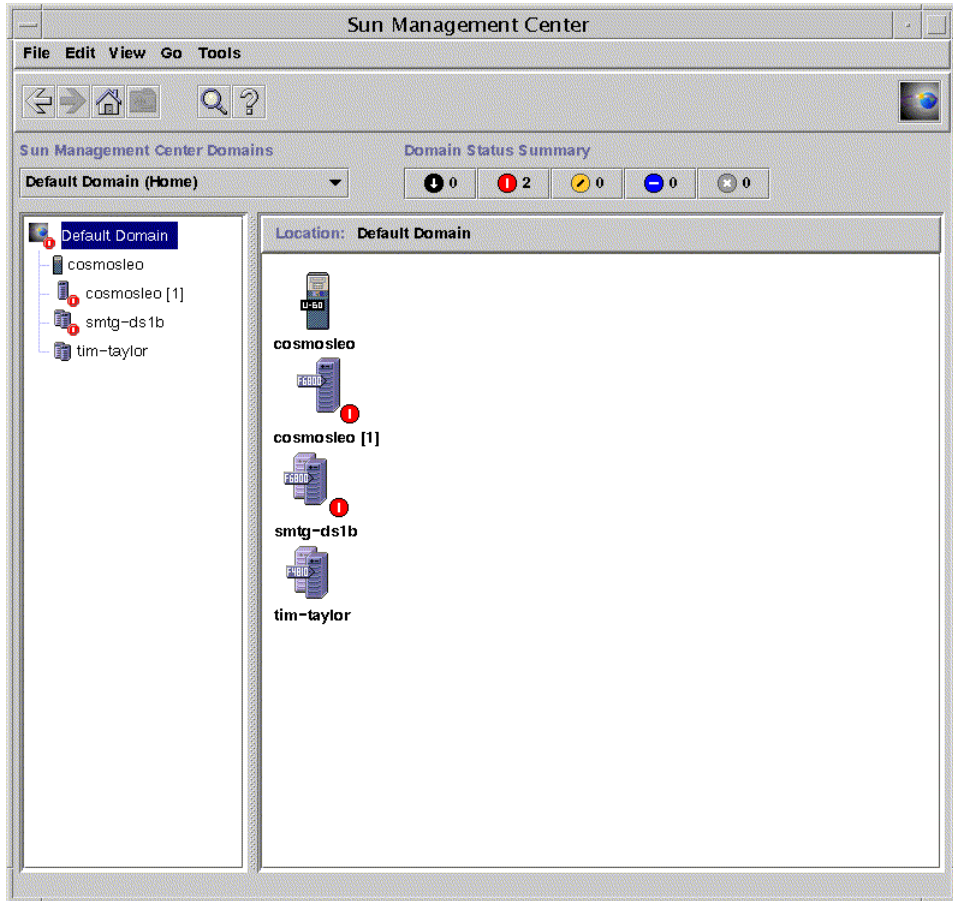 Sun Management Center
File Edit View Go Tools
Sun Management Center Domains
Domain Status Summary
Default Domain (Home)
0 2 0 0 0
Default Domain
cosmosleo
cosmosleo [1]
smtg-ds1b
tim-taylor
Location: Default Domain
U-60
cosmosleo
F6800
cosmosleo [1]
F6800
smtg-ds1b
F4810
tim-taylor